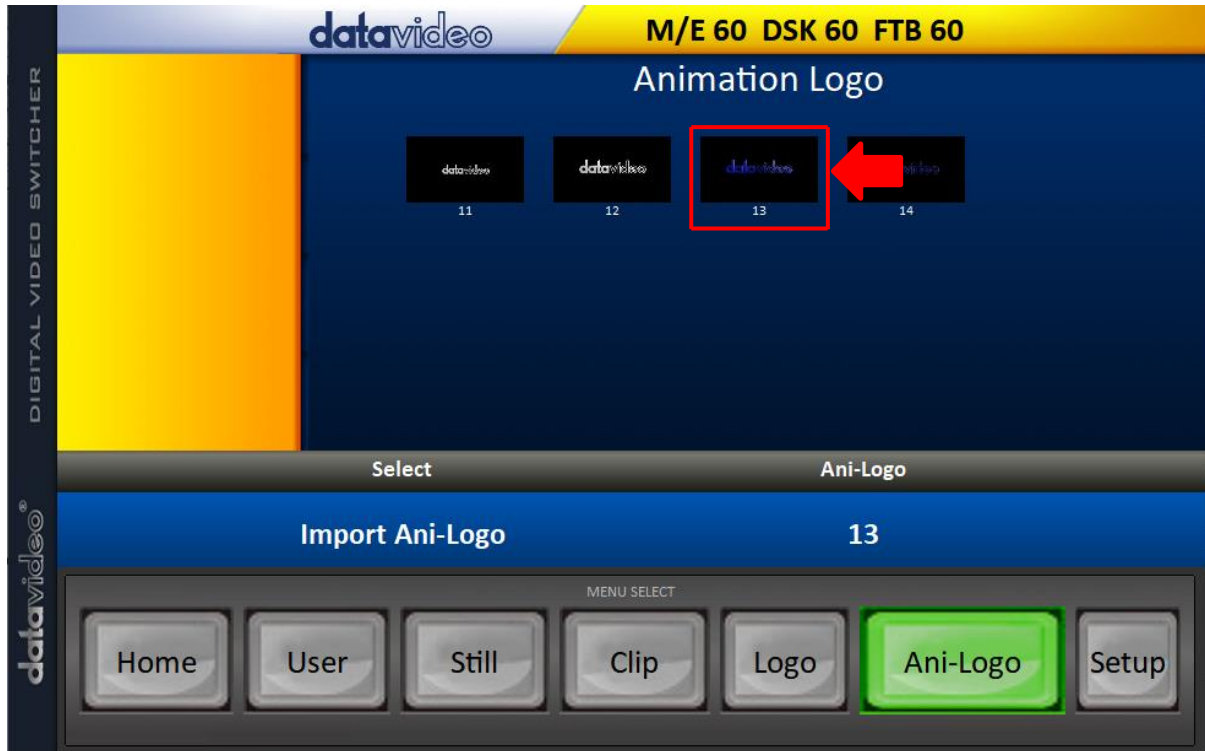 datavideo
M/E 60 DSK 60 FTB 60
Animation Logo
datavideo
datavideo
datavideo
11
12
13
14
Select
Ani-Logo
Import Ani-Logo
13
MENU SELECT
Home
User
Still
Clip
Logo
Ani-Logo
Setup
DIGITAL VIDEO SWITCHER
datavideo®